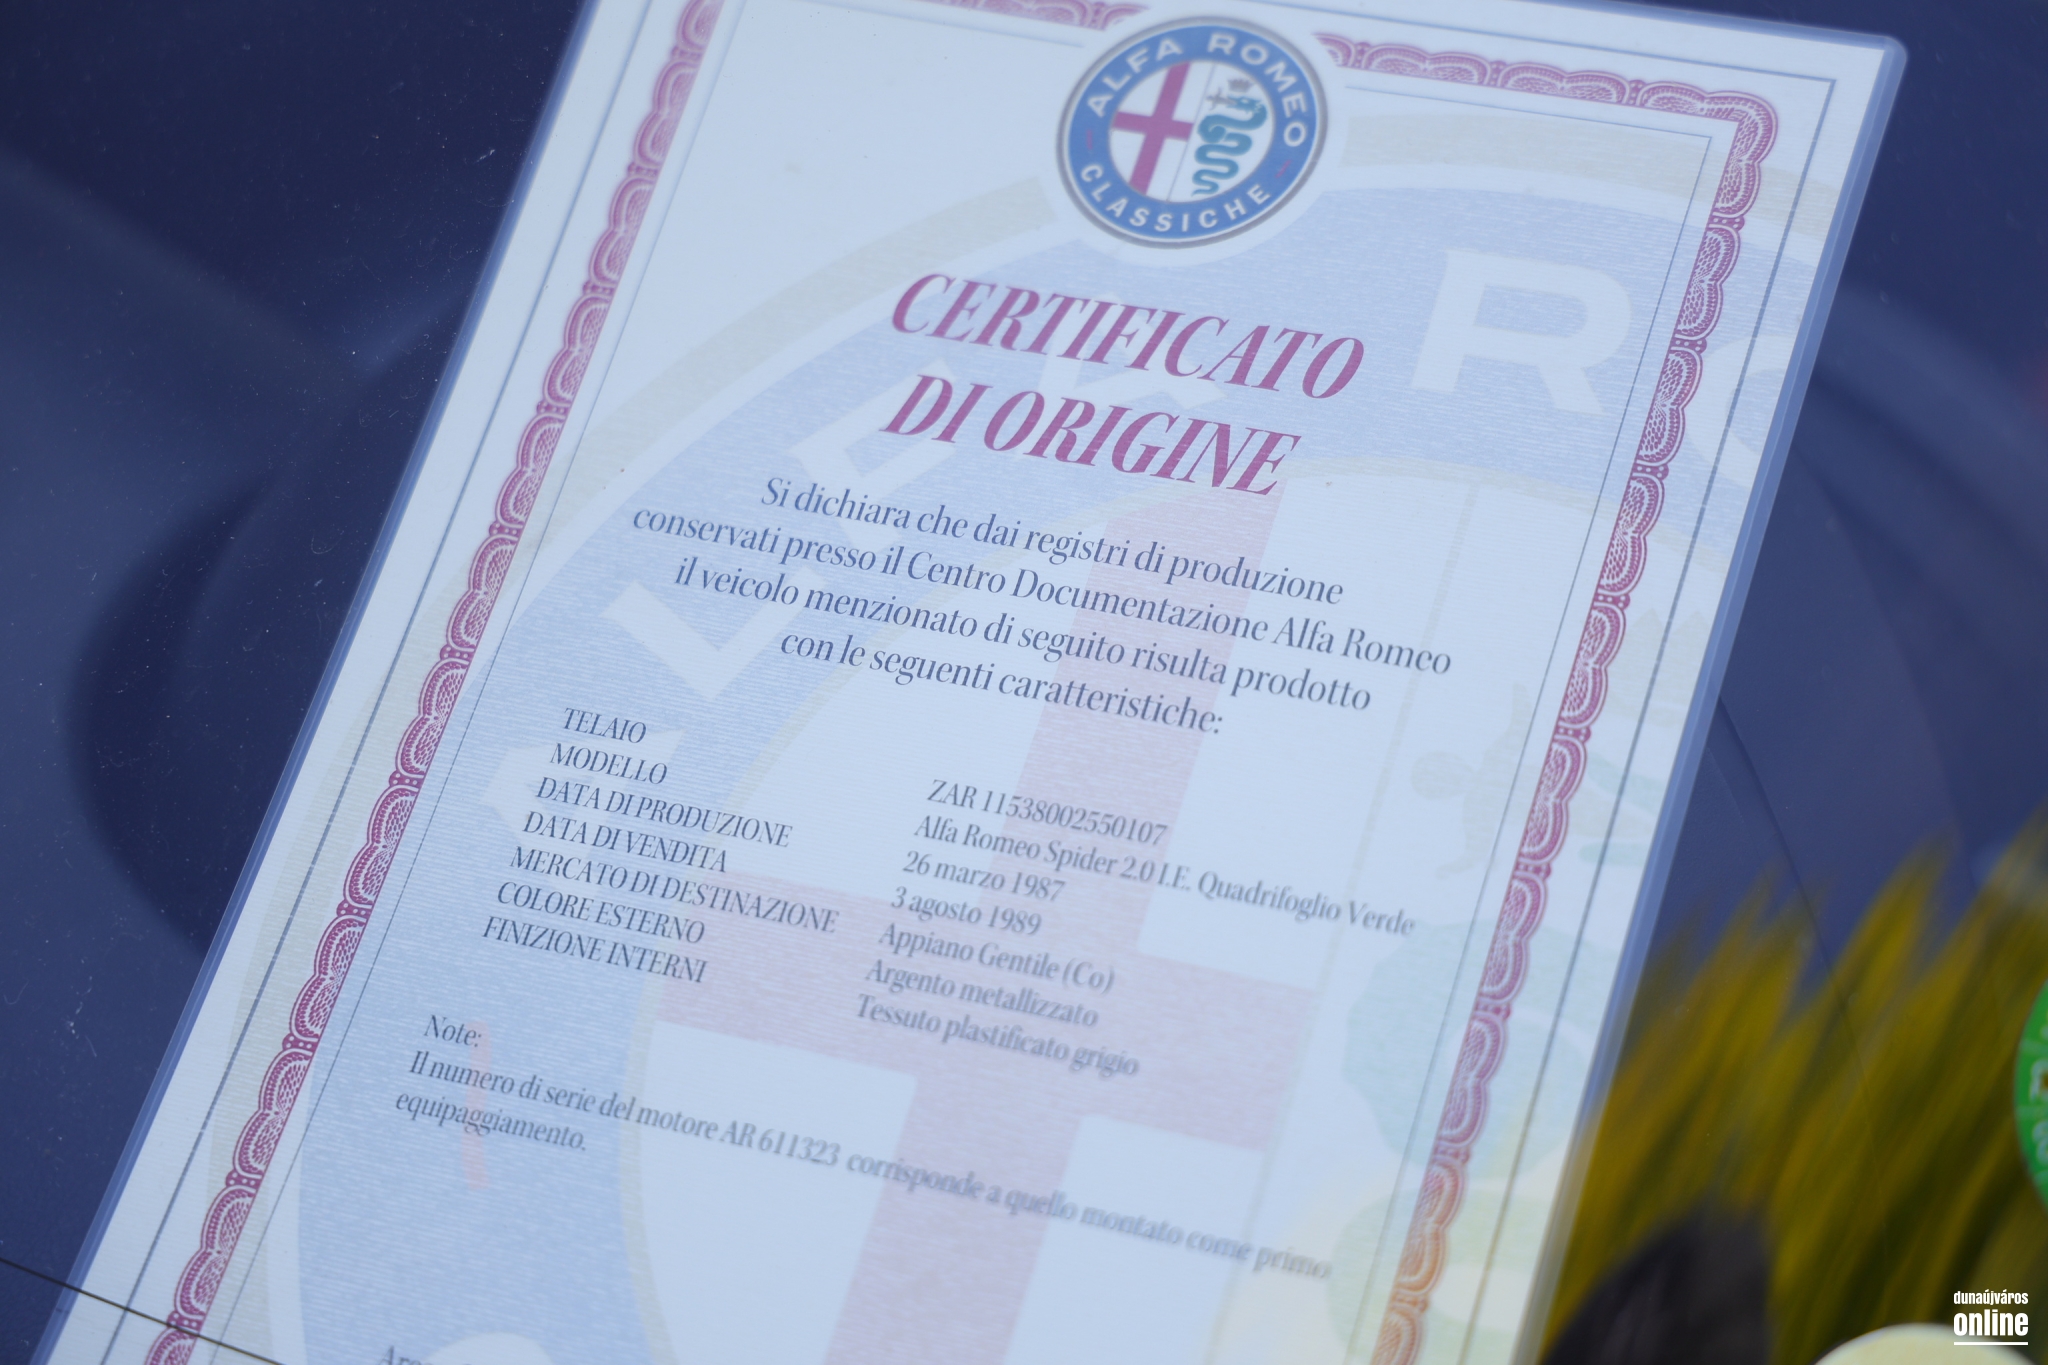 ALFA ROMEO
CLASSICHE
CERTIFICATO
DI ORIGINE
Si dichiara che dai registri di produzione
conservati presso il Centro Documentazione Alfa Romeo
il veicolo menzionato di seguito risulta prodotto
con le seguenti caratteristiche:
TELAIO ZAR 11538002550107
MODELLO Alfa Romeo Spider 2.0 I.E. Quadrifoglio Verde
DATA DI PRODUZIONE 26 marzo 1987
DATA DI VENDITA 3 agosto 1989
MERCATO DI DESTINAZIONE Appiano Gentile (Co)
COLORE ESTERNO Argento metallizzato
FINIZIONE INTERNI Tessuto plastificato grigio
Note:
Il numero di serie del motore AR 611323 corrisponde a quello montato come primo
equipaggiamento.
dunaújváros
online